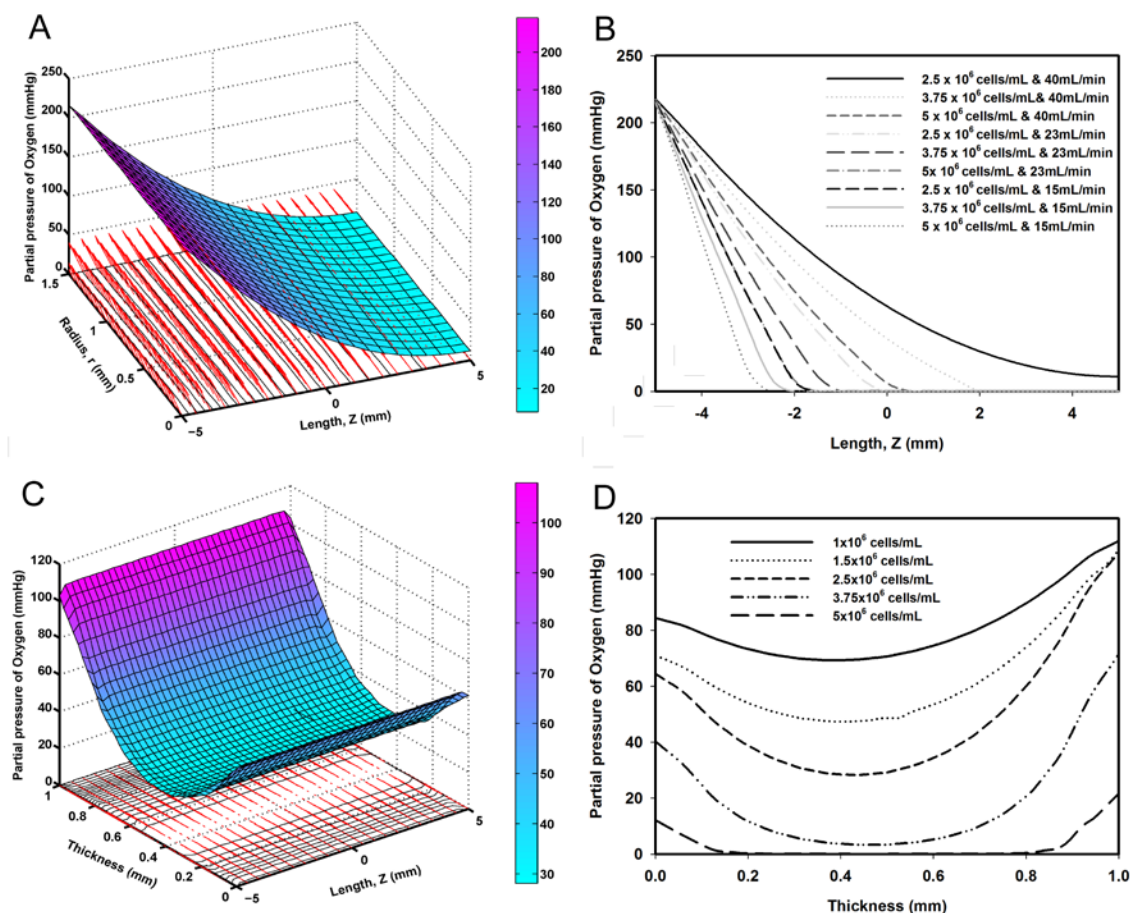 A
Partial pressure of Oxygen (mmHg)
250
200
150
100
50
0
1.5
1
0.5
0
Radius, r (mm)
−5
0
5
Length, Z (mm)
200
180
160
140
120
100
80
60
40
20
B
Partial pressure of Oxygen (mmHg)
250
200
150
100
50
0
2.5 x 10⁶ cells/mL & 40mL/min
3.75 x 10⁶ cells/mL& 40mL/min
5 x 10⁶ cells/mL & 40mL/min
2.5 x 10⁶ cells/mL & 23mL/min
3.75 x 10⁶ cells/mL & 23mL/min
5x 10⁶ cells/mL & 23mL/min
2.5 x 10⁶ cells/mL & 15mL/min
3.75 x 10⁶ cells/mL & 15mL/min
5 x 10⁶ cells/mL & 15mL/min
-4
-2
0
2
4
Length, Z (mm)
C
Partial pressure of Oxygen (mmHg)
120
100
80
60
40
20
0
1
0.8
0.6
0.4
0.2
0
Thickness (mm)
−5
0
5
Length, Z (mm)
100
90
80
70
60
50
40
30
D
Partial pressure of Oxygen (mmHg)
120
100
80
60
40
20
0
1x10⁶ cells/mL
1.5x10⁶ cells/mL
2.5x10⁶ cells/mL
3.75x10⁶ cells/mL
5x10⁶ cells/mL
0.0
0.2
0.4
0.6
0.8
1.0
Thickness (mm)